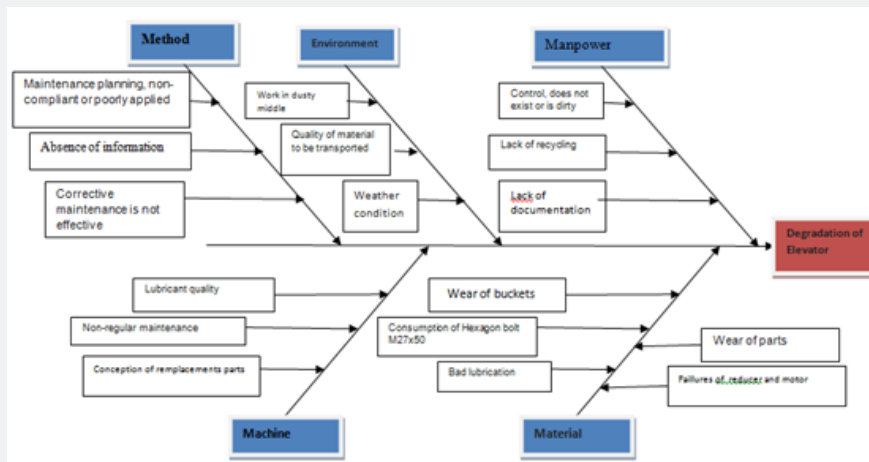 Method
Environment
Manpower
Maintenance planning, non-
compliant or poorly applied
Work in dusty
middle
Control, does not
exist or is dirty
Absence of information
Quality of material
to be transported
Lack of recycling
Corrective
maintenance is not
effective
Weather
condition
Lack of
documentation
Degradation of
Elevator
Lubricant quality
Wear of buckets
Non-regular maintenance
Consumption of Hexagon bolt
M27x50
Wear of parts
Conception of remplacements parts
Bad lubrication
Faillures of reducer and motor
Machine
Material